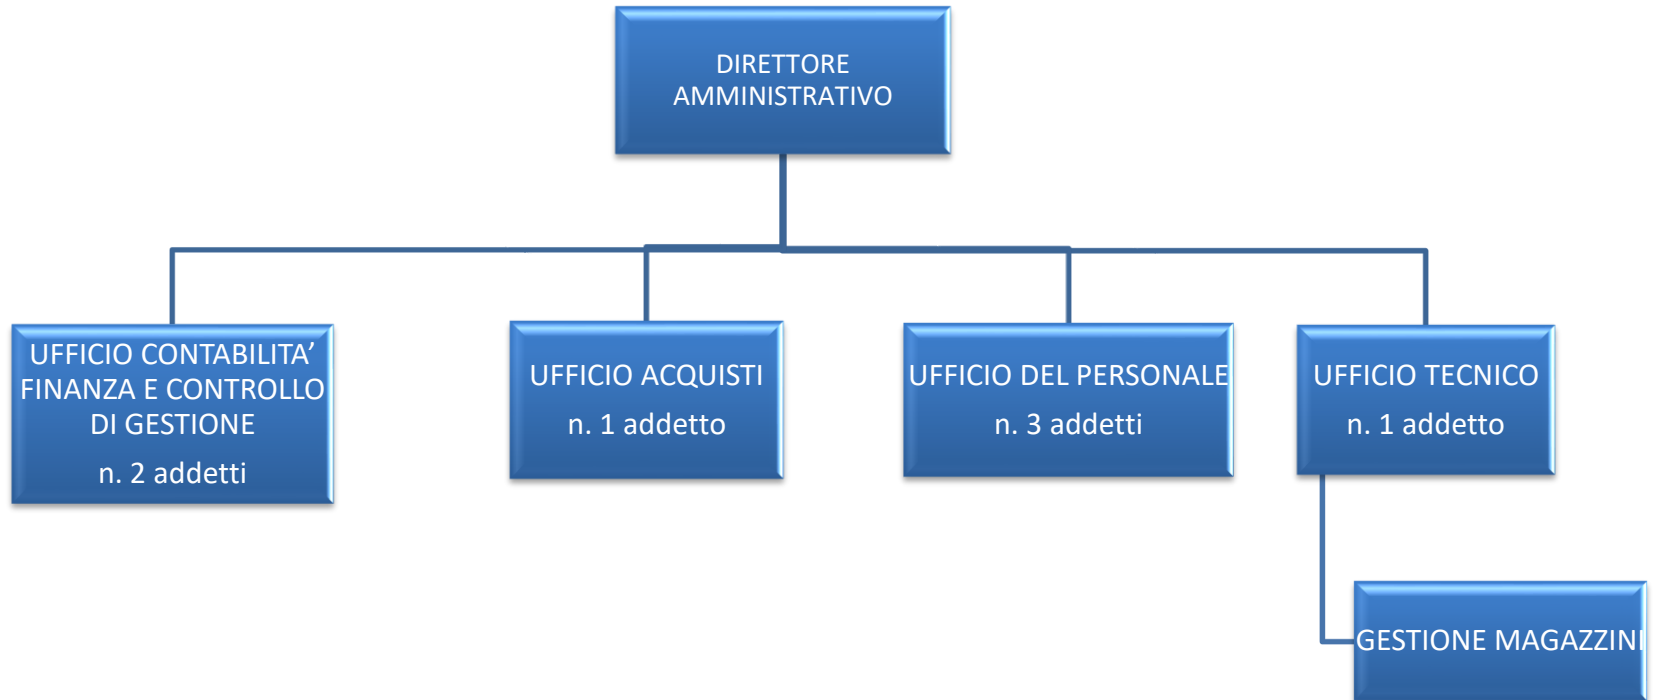 DIRETTORE
AMMINISTRATIVO
UFFICIO CONTABILITA’
FINANZA E CONTROLLO
DI GESTIONE
n. 2 addetti
UFFICIO ACQUISTI
n. 1 addetto
UFFICIO DEL PERSONALE
n. 3 addetti
UFFICIO TECNICO
n. 1 addetto
GESTIONE MAGAZZINI